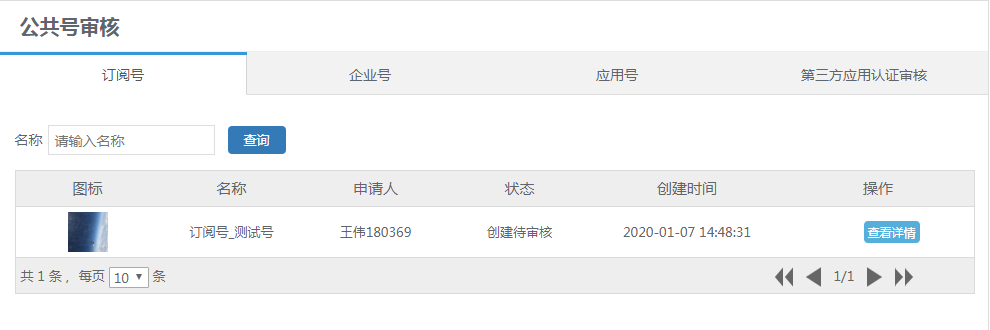 公共号审核
订阅号 企业号 应用号 第三方应用认证审核
名称 请输入名称 查询
图标 名称 申请人 状态 创建时间 操作
订阅号_测试号 王伟180369 创建待审核 2020-01-07 14:48:31 查看详情
共 1 条， 每页 10 条 1/1